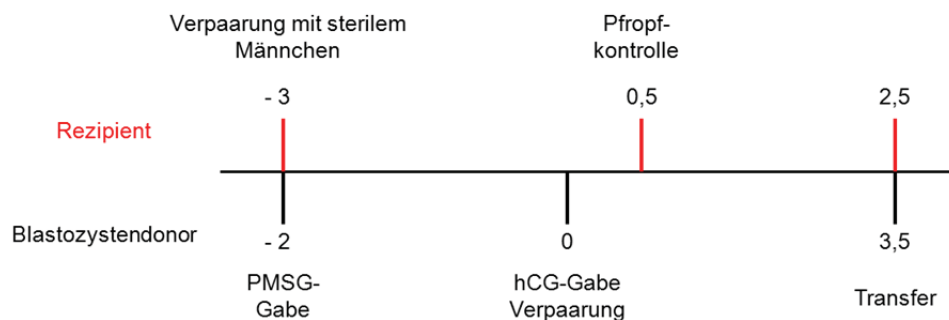 Verpaarung mit sterilem
Männchen
Pfropf-
kontrolle
- 3
0,5
2,5
Rezipient
Blastozystendonor
- 2
0
3,5
PMSG-
Gabe
hCG-Gabe
Verpaarung
Transfer